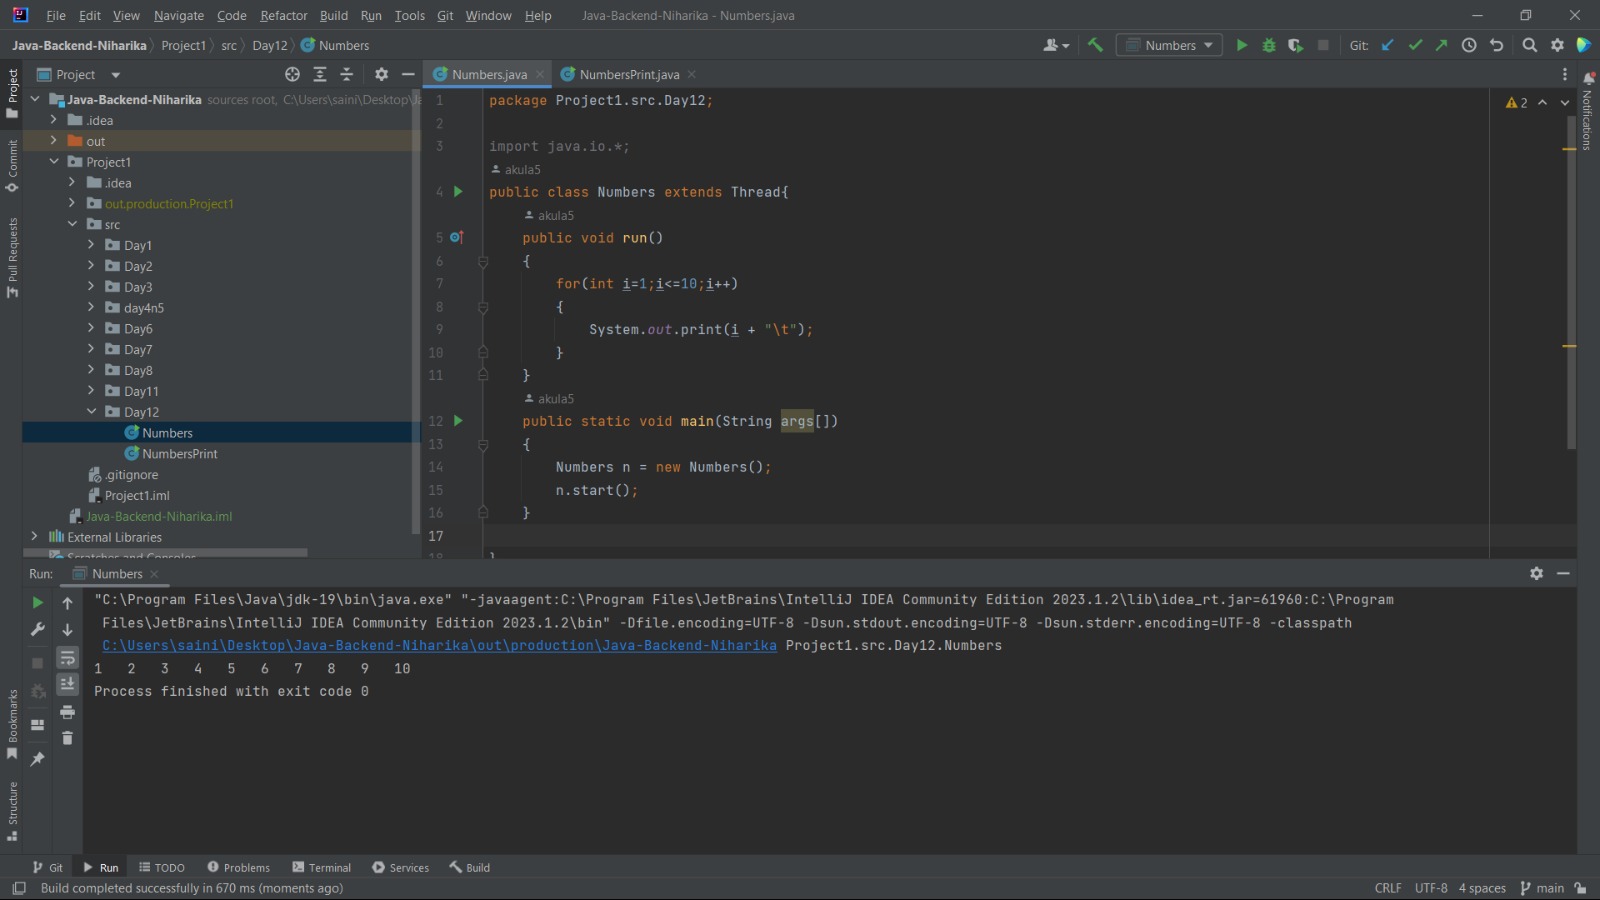 File Edit View Navigate Code Refactor Build Run Tools Git Window Help Java-Backend-Niharika - Numbers.java
Java-Backend-Niharika Project1 src Day12 Numbers
Numbers Git:
Project
Numbers.java NumbersPrint.java
Project
Commit
Pull Requests
Bookmarks
Structure
Notifications
Java-Backend-Niharika sources root, C:\Users\saini\Desktop\Ja
.idea
out
Project1
.idea
out.production.Project1
src
Day1
Day2
Day3
day4n5
Day6
Day7
Day8
Day11
Day12
Numbers
NumbersPrint
.gitignore
Project1.iml
Java-Backend-Niharika.iml
External Libraries
Scratches and Consoles
2
1 package Project1.src.Day12;
2
3 import java.io.*;
akula5
4 public class Numbers extends Thread{
akula5
5 public void run()
6 {
7 for(int i=1;i<=10;i++)
8 {
9 System.out.print(i + "\t");
10 }
11 }
akula5
12 public static void main(String args[])
13 {
14 Numbers n = new Numbers();
15 n.start();
16 }
17
18 }
Run: Numbers
"C:\Program Files\Java\jdk-19\bin\java.exe" "-javaagent:C:\Program Files\JetBrains\IntelliJ IDEA Community Edition 2023.1.2\lib\idea_rt.jar=61960:C:\Program
Files\JetBrains\IntelliJ IDEA Community Edition 2023.1.2\bin" -Dfile.encoding=UTF-8 -Dsun.stdout.encoding=UTF-8 -Dsun.stderr.encoding=UTF-8 -classpath
C:\Users\saini\Desktop\Java-Backend-Niharika\out\production\Java-Backend-Niharika Project1.src.Day12.Numbers
1 2 3 4 5 6 7 8 9 10
Process finished with exit code 0
Git Run TODO Problems Terminal Services Build
Build completed successfully in 670 ms (moments ago) CRLF UTF-8 4 spaces main